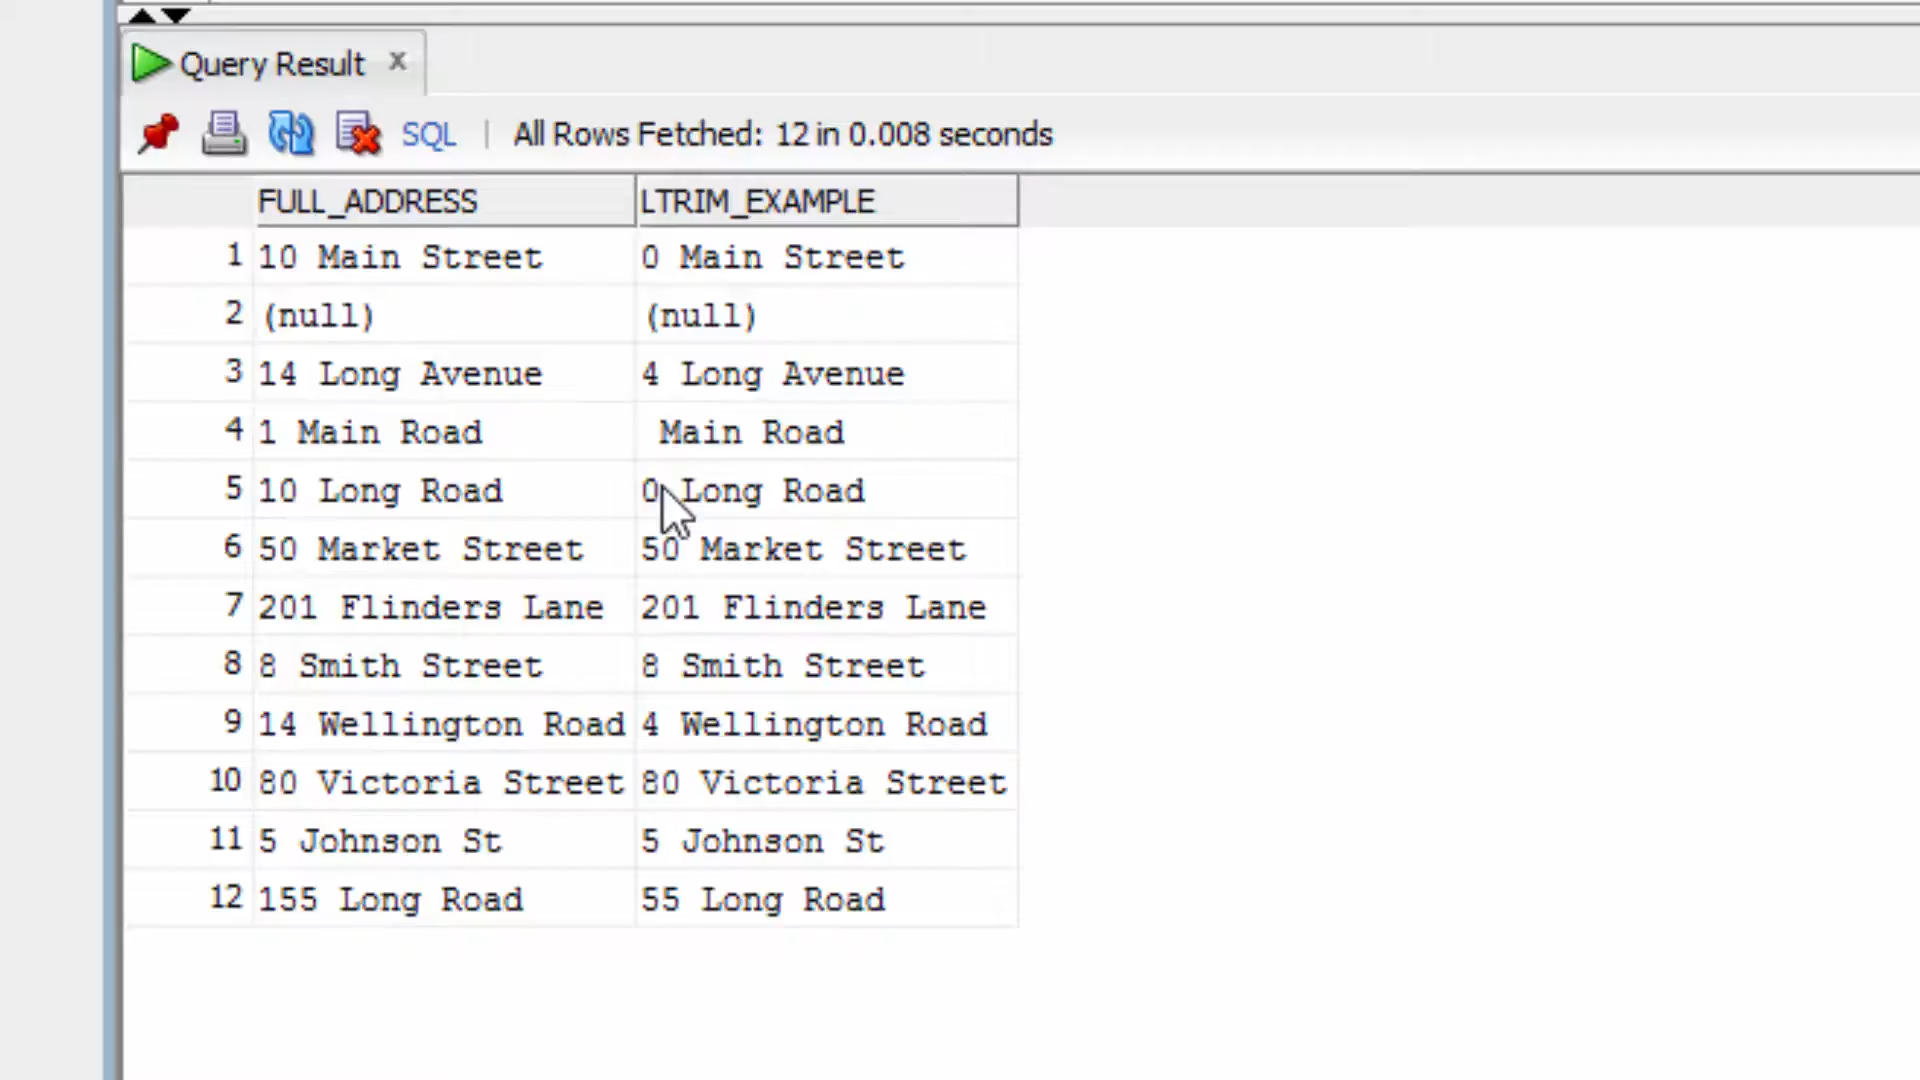 Query Result x
SQL | All Rows Fetched: 12 in 0.008 seconds
FULL_ADDRESS LTRIM_EXAMPLE
1 10 Main Street 0 Main Street
2 (null) (null)
3 14 Long Avenue 4 Long Avenue
4 1 Main Road Main Road
5 10 Long Road 0 Long Road
6 50 Market Street 50 Market Street
7 201 Flinders Lane 201 Flinders Lane
8 8 Smith Street 8 Smith Street
9 14 Wellington Road 4 Wellington Road
10 80 Victoria Street 80 Victoria Street
11 5 Johnson St 5 Johnson St
12 155 Long Road 55 Long Road